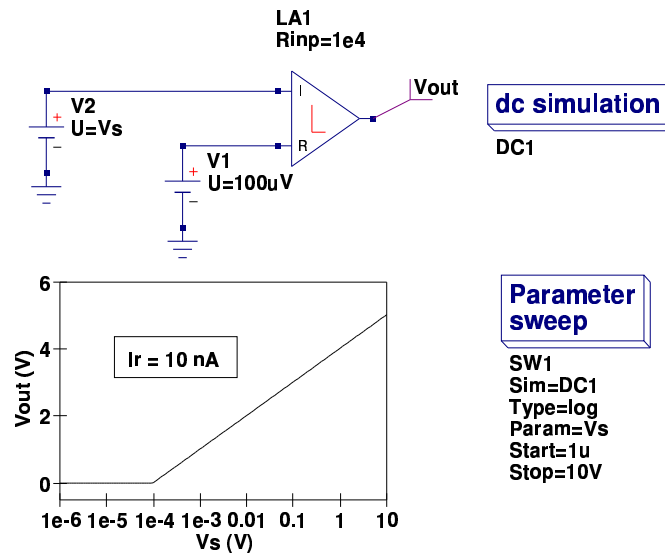 LA1
Rinp=1e4
I
R
Vout
+
V2
U=Vs
−
+
V1
U=100uV
−
dc simulation
DC1
6
4
2
0
Vout (V)
Ir = 10 nA
1e-6 1e-5 1e-4 1e-3 0.01 0.1 1 10
Vs (V)
Parameter
sweep
SW1
Sim=DC1
Type=log
Param=Vs
Start=1u
Stop=10V